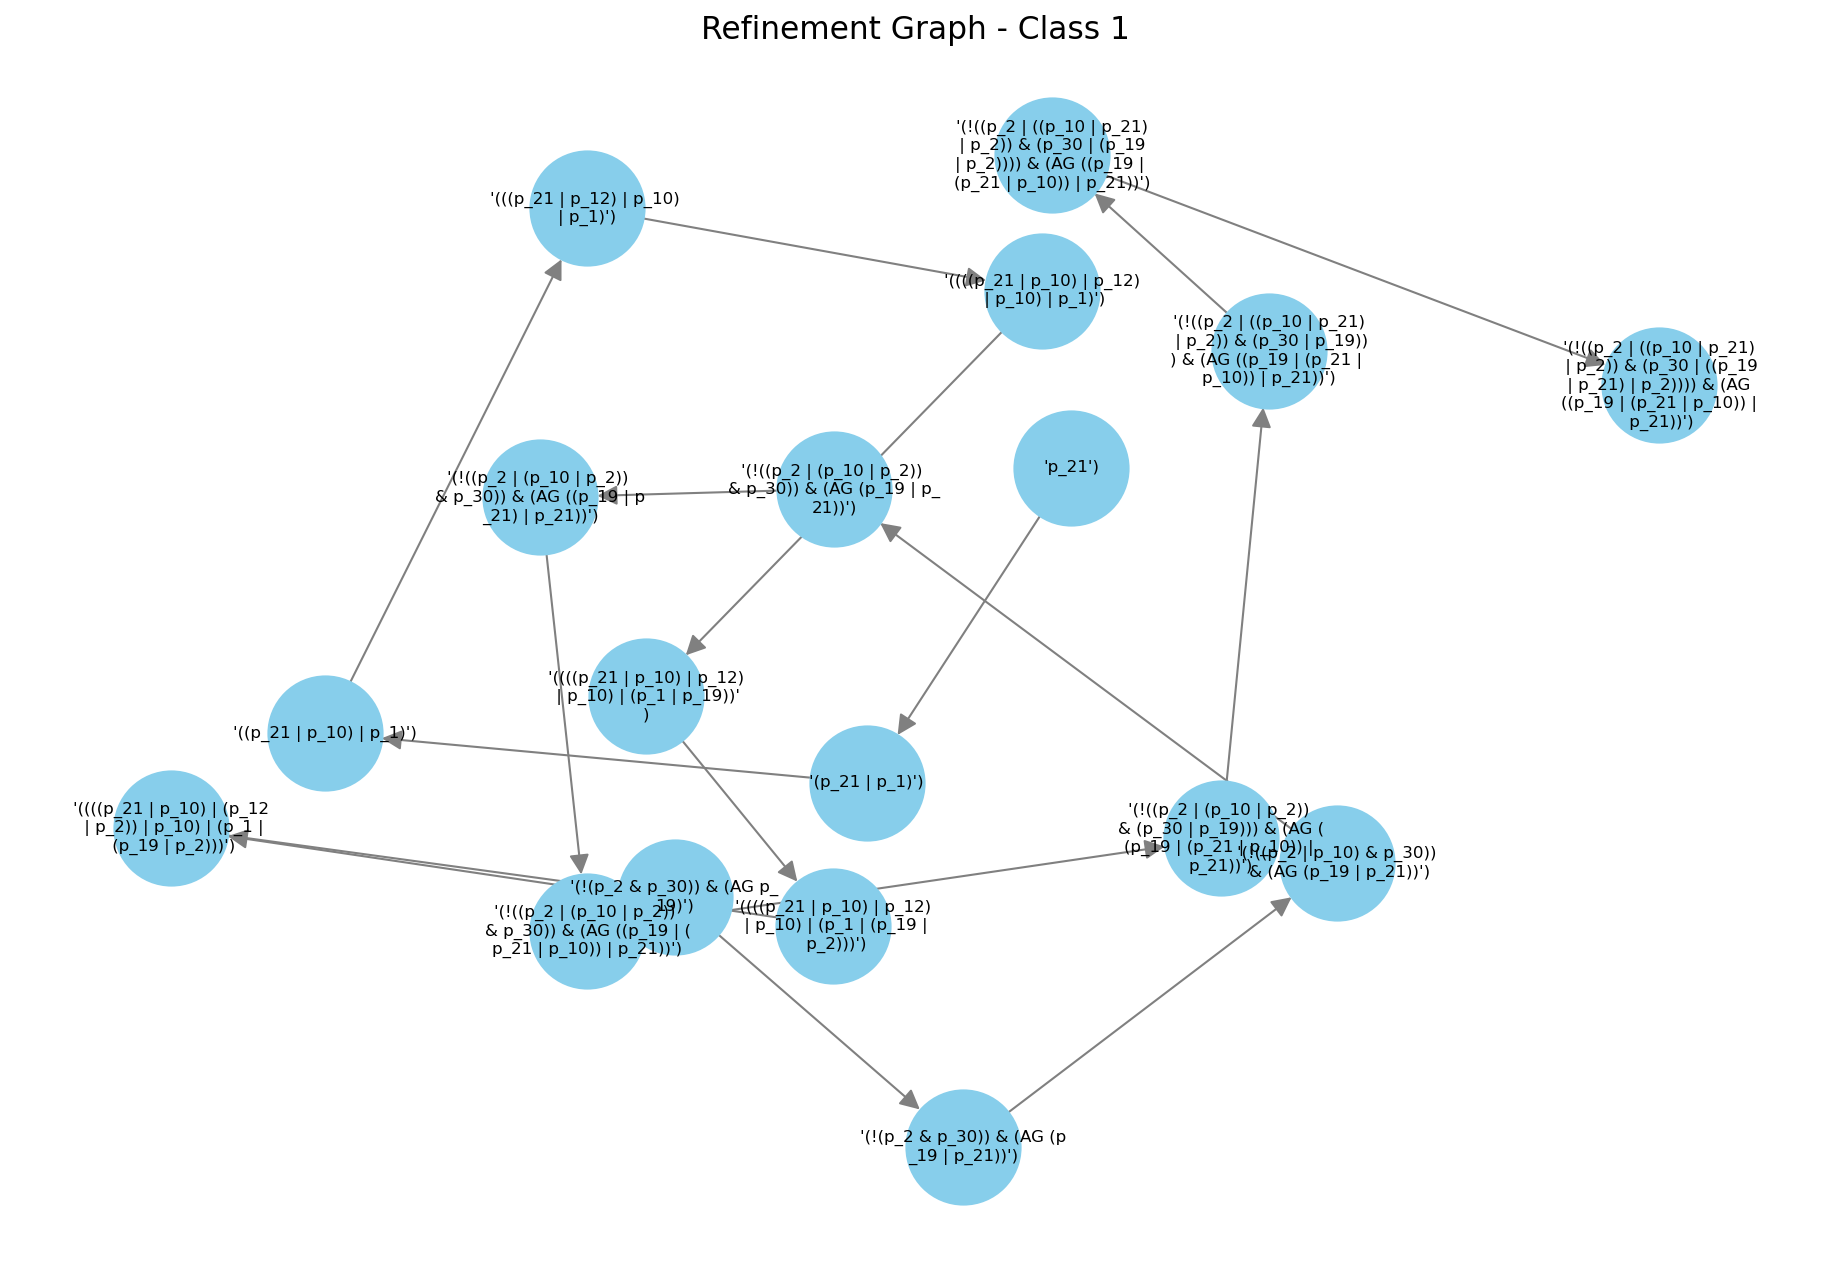 Refinement Graph - Class 1
'(!((p_2 | ((p_10 | p_21)
| p_2)) & (p_30 | (p_19
| p_2)))) & (AG ((p_19 |
(p_21 | p_10)) | p_21))')
'(((p_21 | p_12) | p_10)
| p_1)')
'((((p_21 | p_10) | p_12)
| p_10) | p_1)')
'(!((p_2 | ((p_10 | p_21)
| p_2)) & (p_30 | p_19))
) & (AG ((p_19 | (p_21 |
p_10)) | p_21))')
'(!((p_2 | ((p_10 | p_21)
| p_2)) & (p_30 | ((p_19
| p_21) | p_2)))) & (AG
((p_19 | (p_21 | p_10)) |
p_21))')
'(!((p_2 | (p_10 | p_2))
& p_30)) & (AG ((p_19 | p
_21) | p_21))')
'(!((p_2 | (p_10 | p_2))
& p_30)) & (AG (p_19 | p_
21))')
'p_21')
'((((p_21 | p_10) | p_12)
| p_10) | (p_1 | p_19))'
)
'((p_21 | p_10) | p_1)')
'(p_21 | p_1)')
'((((p_21 | p_10) | (p_12
| p_2)) | p_10) | (p_1 |
(p_19 | p_2)))')
'(!((p_2 | (p_10 | p_2))
& (p_30 | p_19))) & (AG (
(p_19 | (p_21 | p_10)) |
p_21))')
'(!((p_2 | p_10) & p_30))
& (AG (p_19 | p_21))')
'(!(p_2 & p_30)) & (AG p_
19)')
'(!((p_2 | (p_10 | p_2))
& p_30)) & (AG ((p_19 | (
p_21 | p_10)) | p_21))')
'((((p_21 | p_10) | p_12)
| p_10) | (p_1 | (p_19 |
p_2)))')
'(!(p_2 & p_30)) & (AG (p
_19 | p_21))')